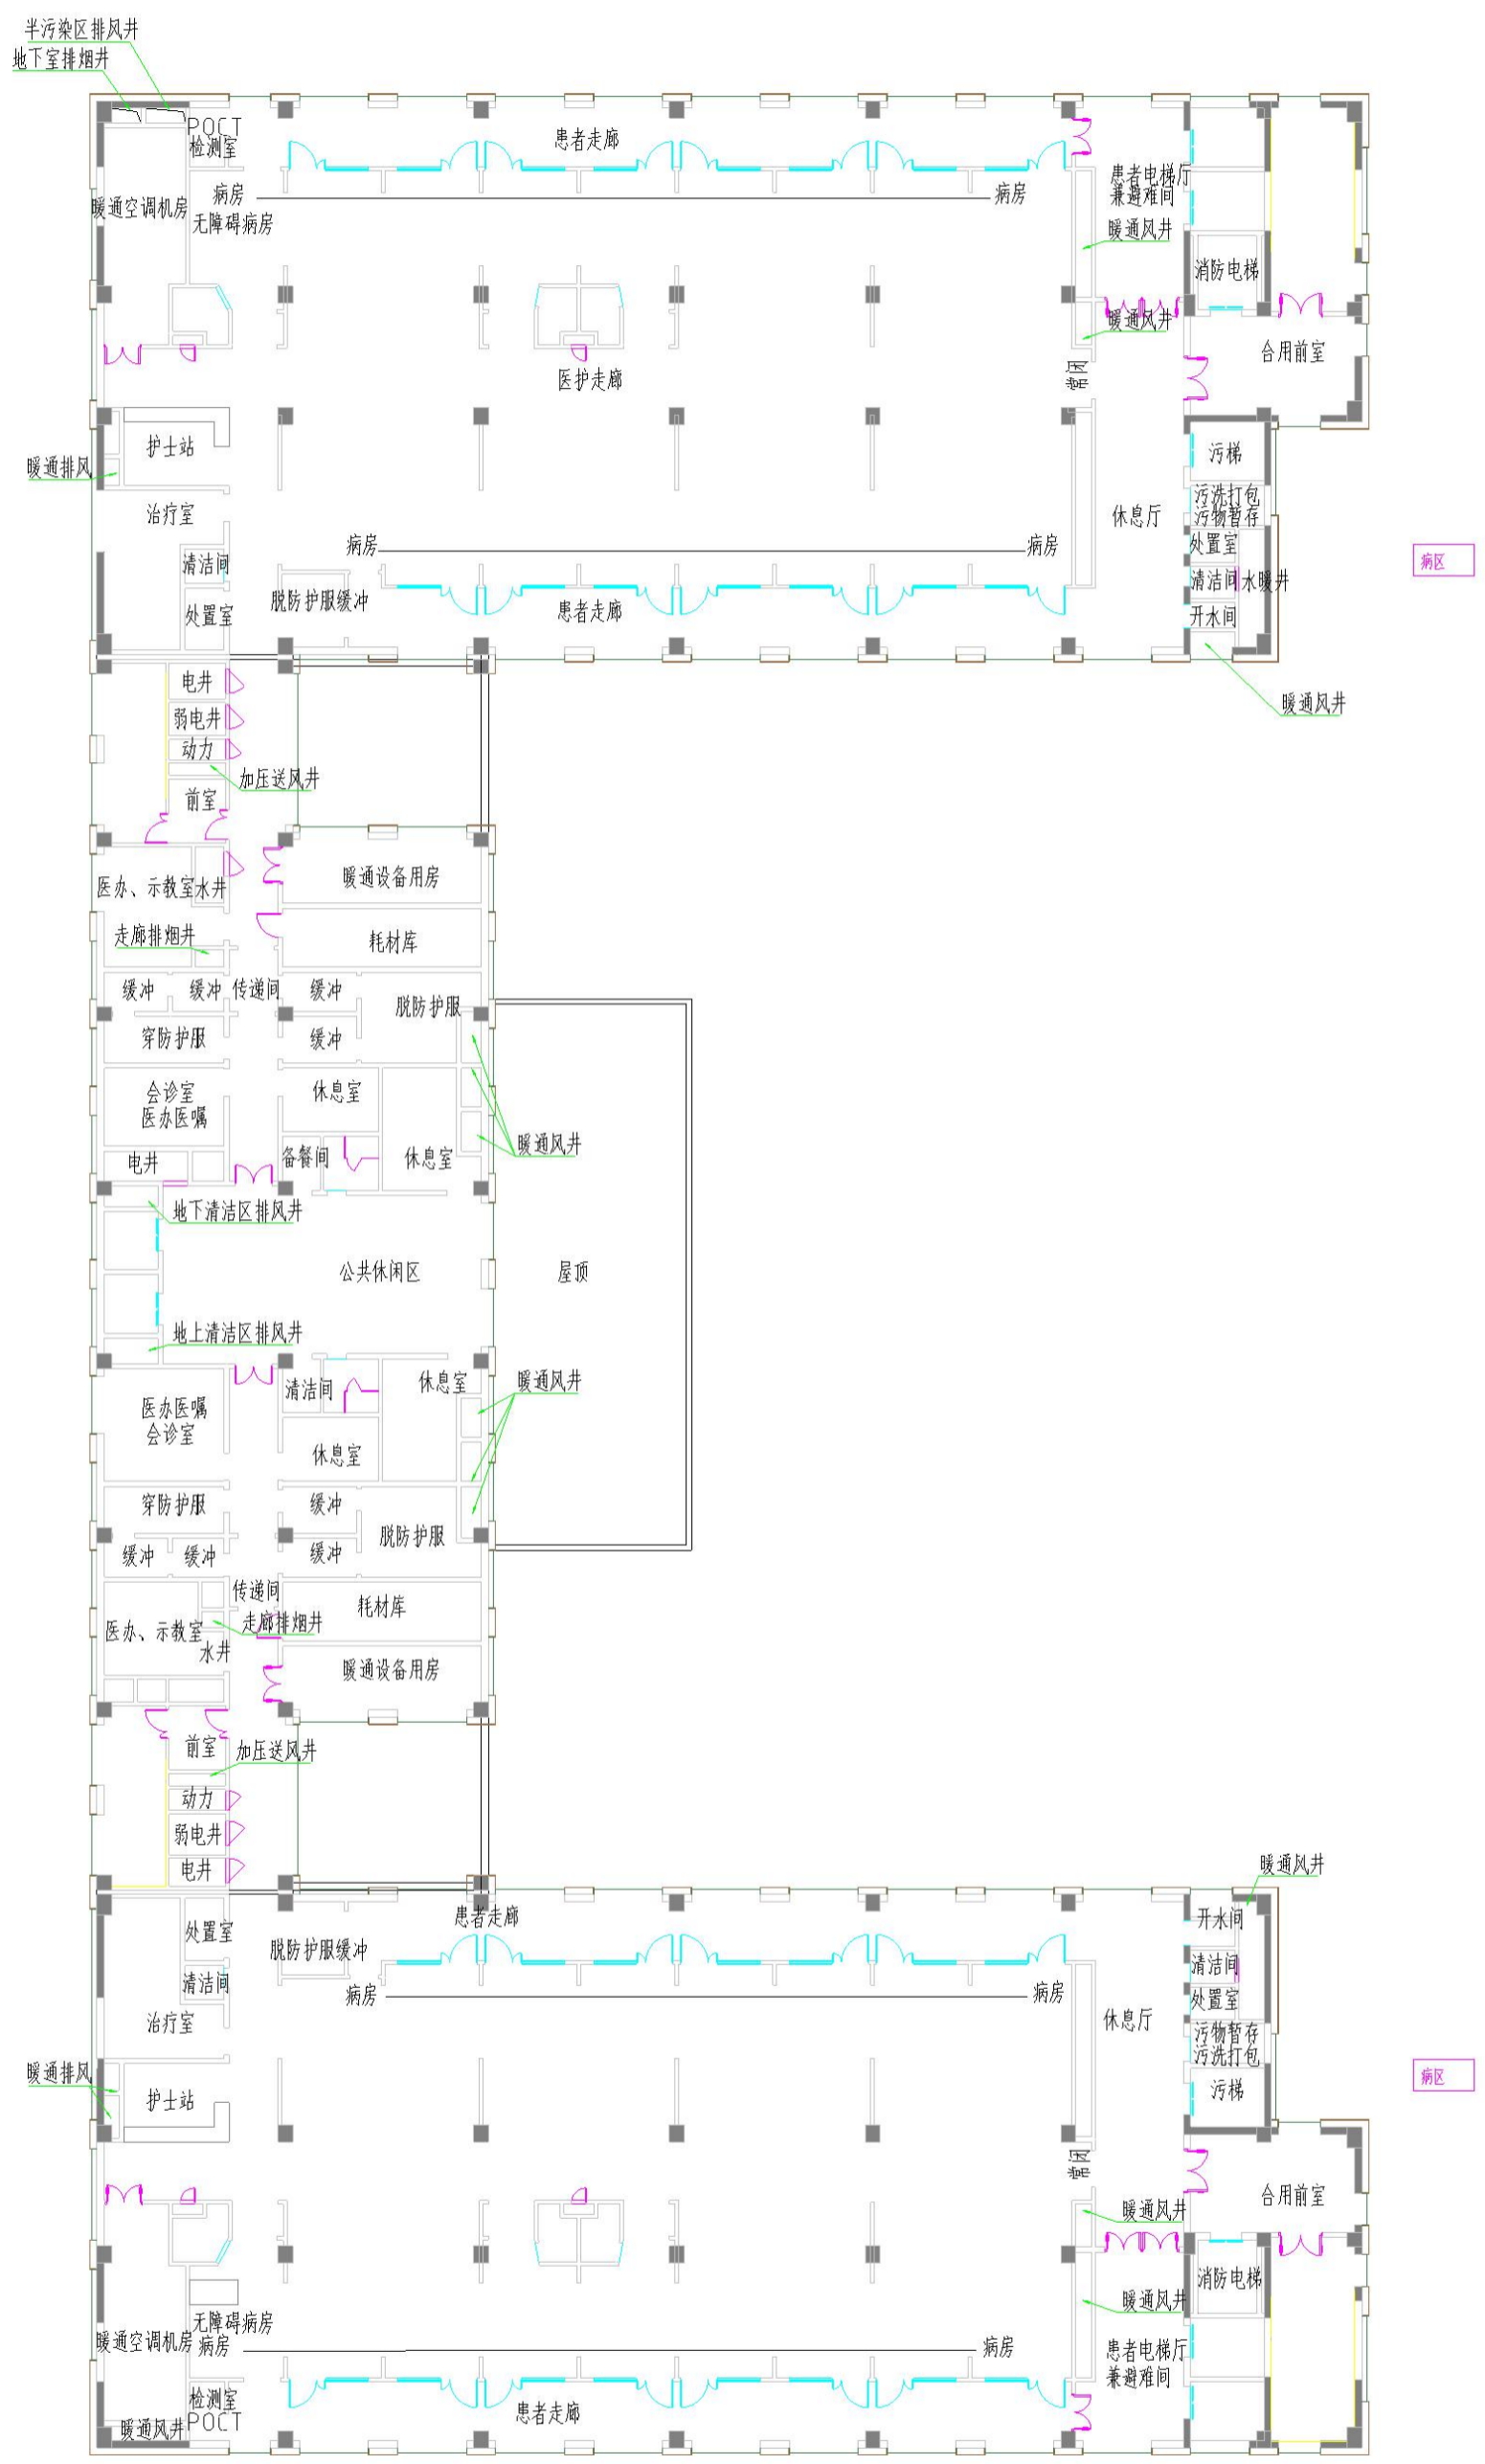 半污染区排风井
地下室排烟井
POCT
检测室
患者走廊
患者电梯厅
兼避难间
病房
病房
暖通空调机房
无障碍病房
暖通风井
消防电梯
暖通风井
合用前室
常闭
医护走廊
护士站
污梯
暖通排风
污洗打包
污物暂存
治疗室
休息厅
病房
病房
处置室
清洁间
清洁间
水暖井
病区
脱防护服缓冲
患者走廊
处置室
开水间
电井
暖通风井
弱电井
动力
加压送风井
前室
医办、示教室
水井
暖通设备用房
走廊排烟井
耗材库
缓冲
缓冲
传递间
缓冲
脱防护服
穿防护服
缓冲
会诊室
医办医嘱
休息室
暖通风井
电井
备餐间
休息室
地下清洁区排风井
公共休闲区
屋顶
地上清洁区排风井
清洁间
休息室
暖通风井
医办医嘱
会诊室
休息室
穿防护服
缓冲
脱防护服
缓冲
缓冲
缓冲
传递间
耗材库
医办、示教室
走廊排烟井
水井
暖通设备用房
前室
加压送风井
动力
弱电井
电井
暖通风井
处置室
脱防护服缓冲
患者走廊
开水间
清洁间
清洁间
病房
病房
处置室
治疗室
休息厅
污物暂存
污洗打包
暖通排风
护士站
污梯
病区
常闭
合用前室
暖通风井
消防电梯
暖通风井
无障碍病房
暖通空调机房
病房
病房
患者电梯厅
兼避难间
检测室
POCT
暖通风井
患者走廊